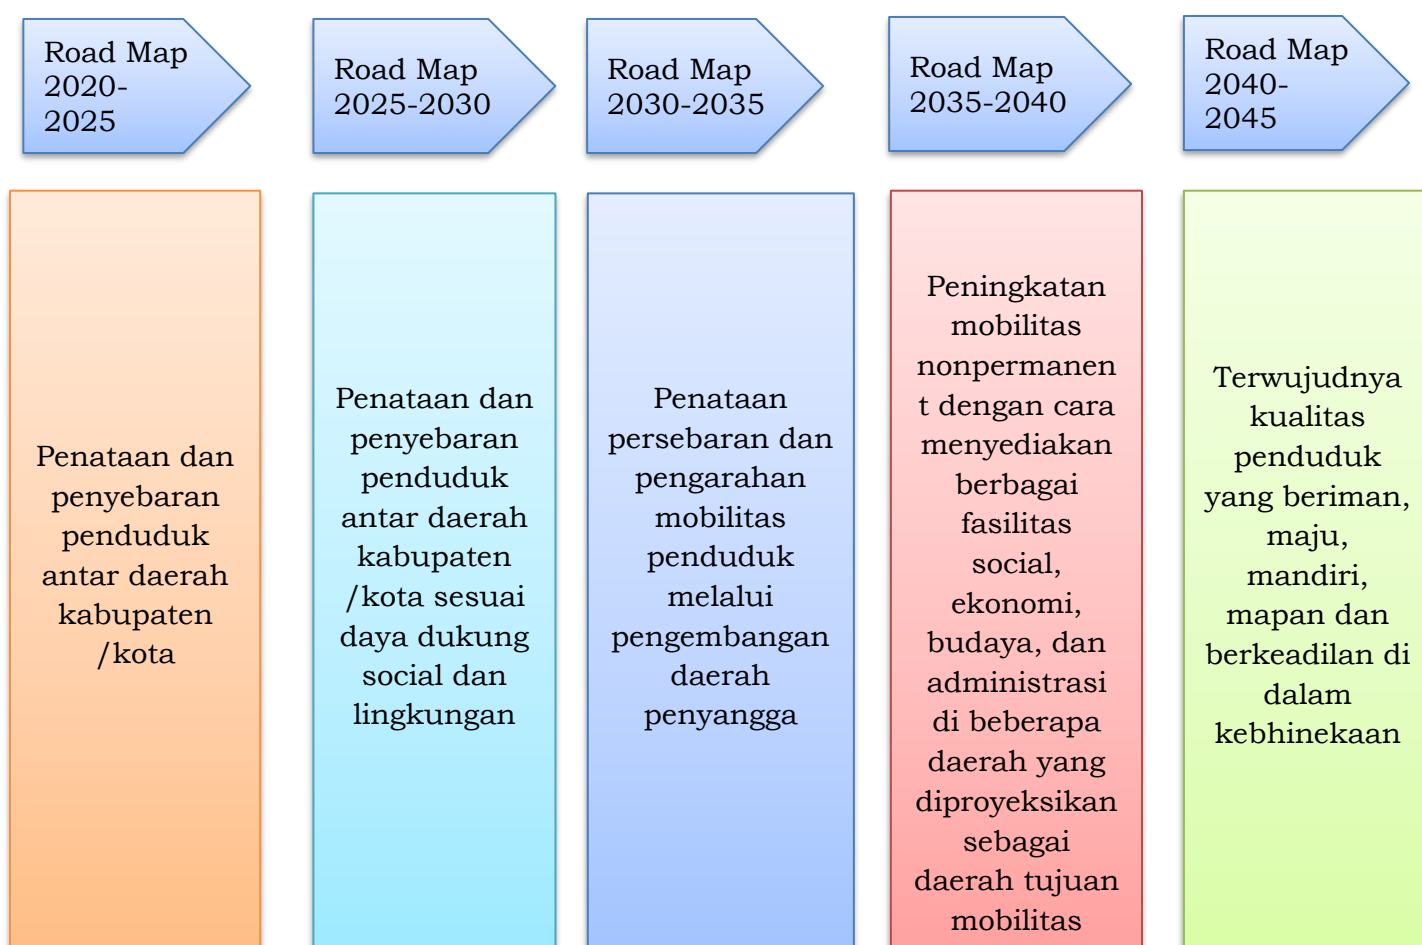 Road Map
2020-
2025
Road Map
2025-2030
Road Map
2030-2035
Road Map
2035-2040
Road Map
2040-
2045
Penataan dan
penyebaran
penduduk
antar daerah
kabupaten
/kota
Penataan dan
penyebaran
penduduk
antar daerah
kabupaten
/kota sesuai
daya dukung
social dan
lingkungan
Penataan
persebaran dan
pengarahan
mobilitas
penduduk
melalui
pengembangan
daerah
penyangga
Peningkatan
mobilitas
nonpermanen
t dengan cara
menyediakan
berbagai
fasilitas
social,
ekonomi,
budaya, dan
administrasi
di beberapa
daerah yang
diproyeksikan
sebagai
daerah tujuan
mobilitas
Terwujudnya
kualitas
penduduk
yang beriman,
maju,
mandiri,
mapan dan
berkeadilan di
dalam
kebhinekaan